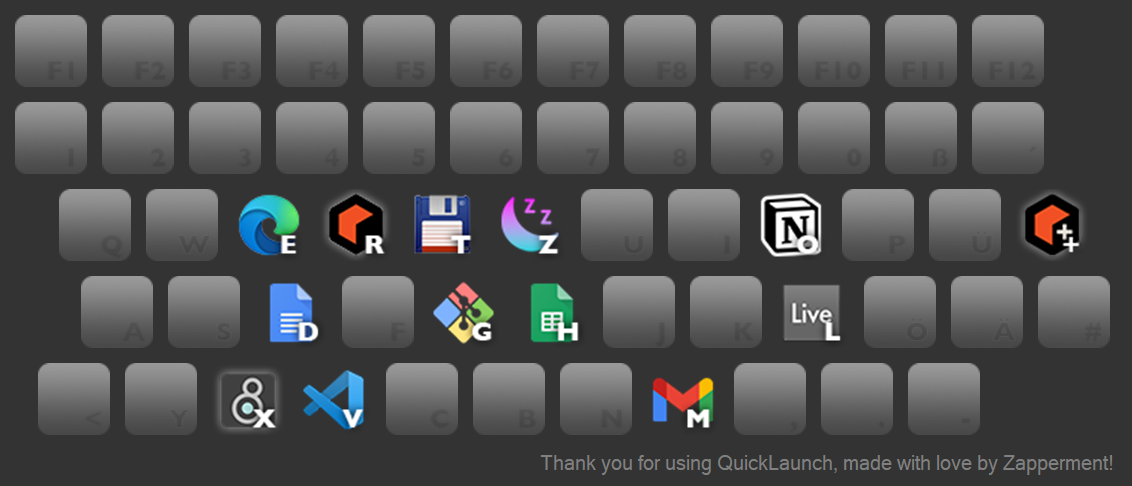 F1 F2 F3 F4 F5 F6 F7 F8 F9 F10 F11 F12
1 2 3 4 5 6 7 8 9 0 ß ´
Q W E R T Z U I N O P Ü +
A S D F G H J K Live L Ö Ä #
< Y 8 X V C B N M , . -
Thank you for using QuickLaunch, made with love by Zapperment!